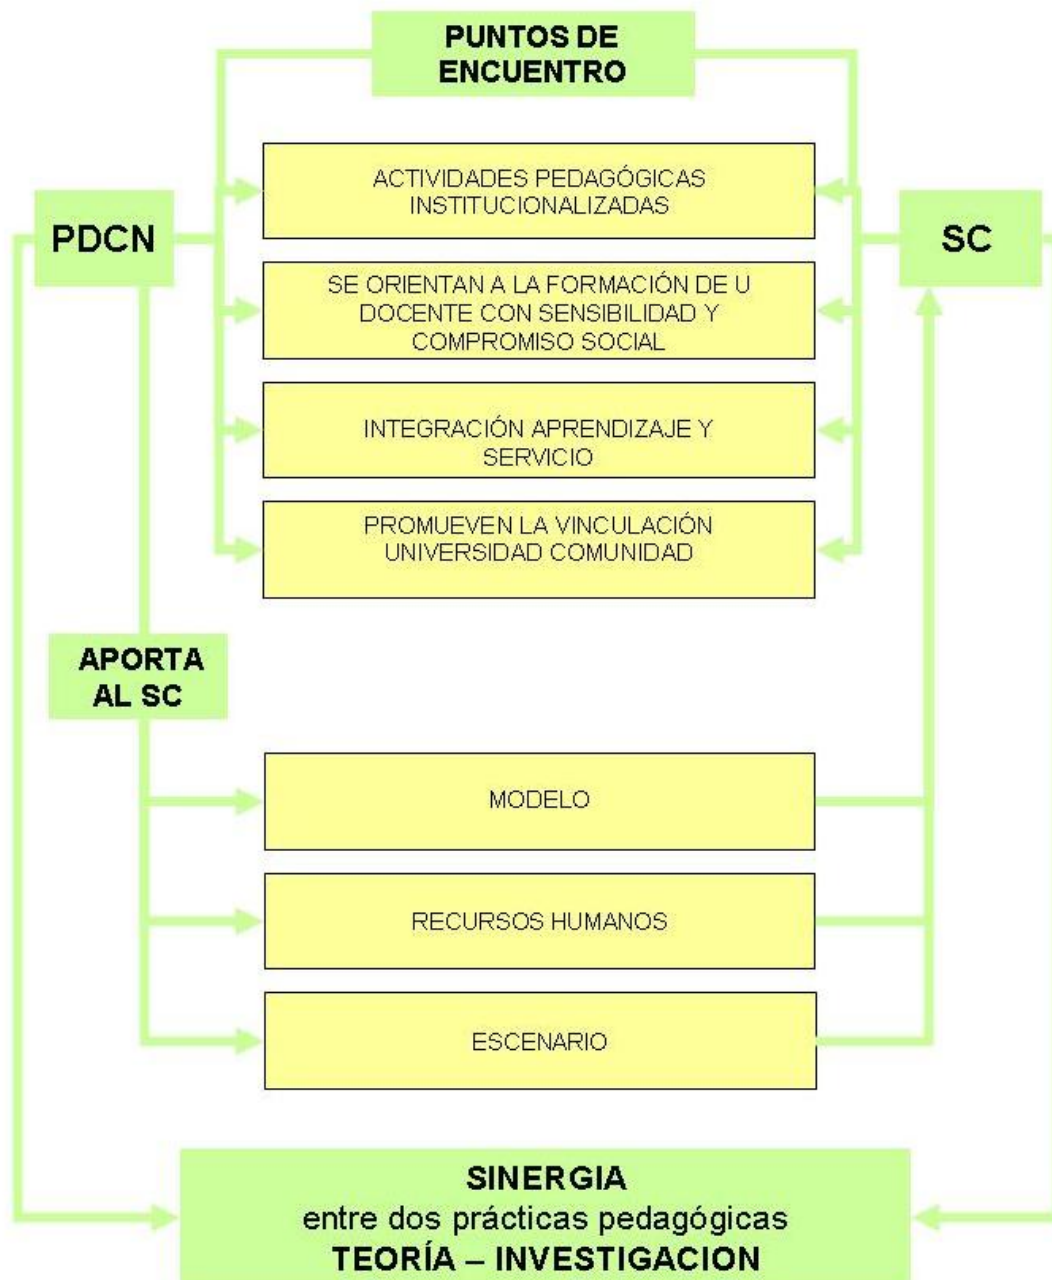 PUNTOS DE
ENCUENTRO
ACTIVIDADES PEDAGÓGICAS
INSTITUCIONALIZADAS
PDCN
SC
SE ORIENTAN A LA FORMACIÓN DE U
DOCENTE CON SENSIBILIDAD Y
COMPROMISO SOCIAL
INTEGRACIÓN APRENDIZAJE Y
SERVICIO
PROMUEVEN LA VINCULACIÓN
UNIVERSIDAD COMUNIDAD
APORTA
AL SC
MODELO
RECURSOS HUMANOS
ESCENARIO
SINERGIA
entre dos prácticas pedagógicas
TEORÍA – INVESTIGACION